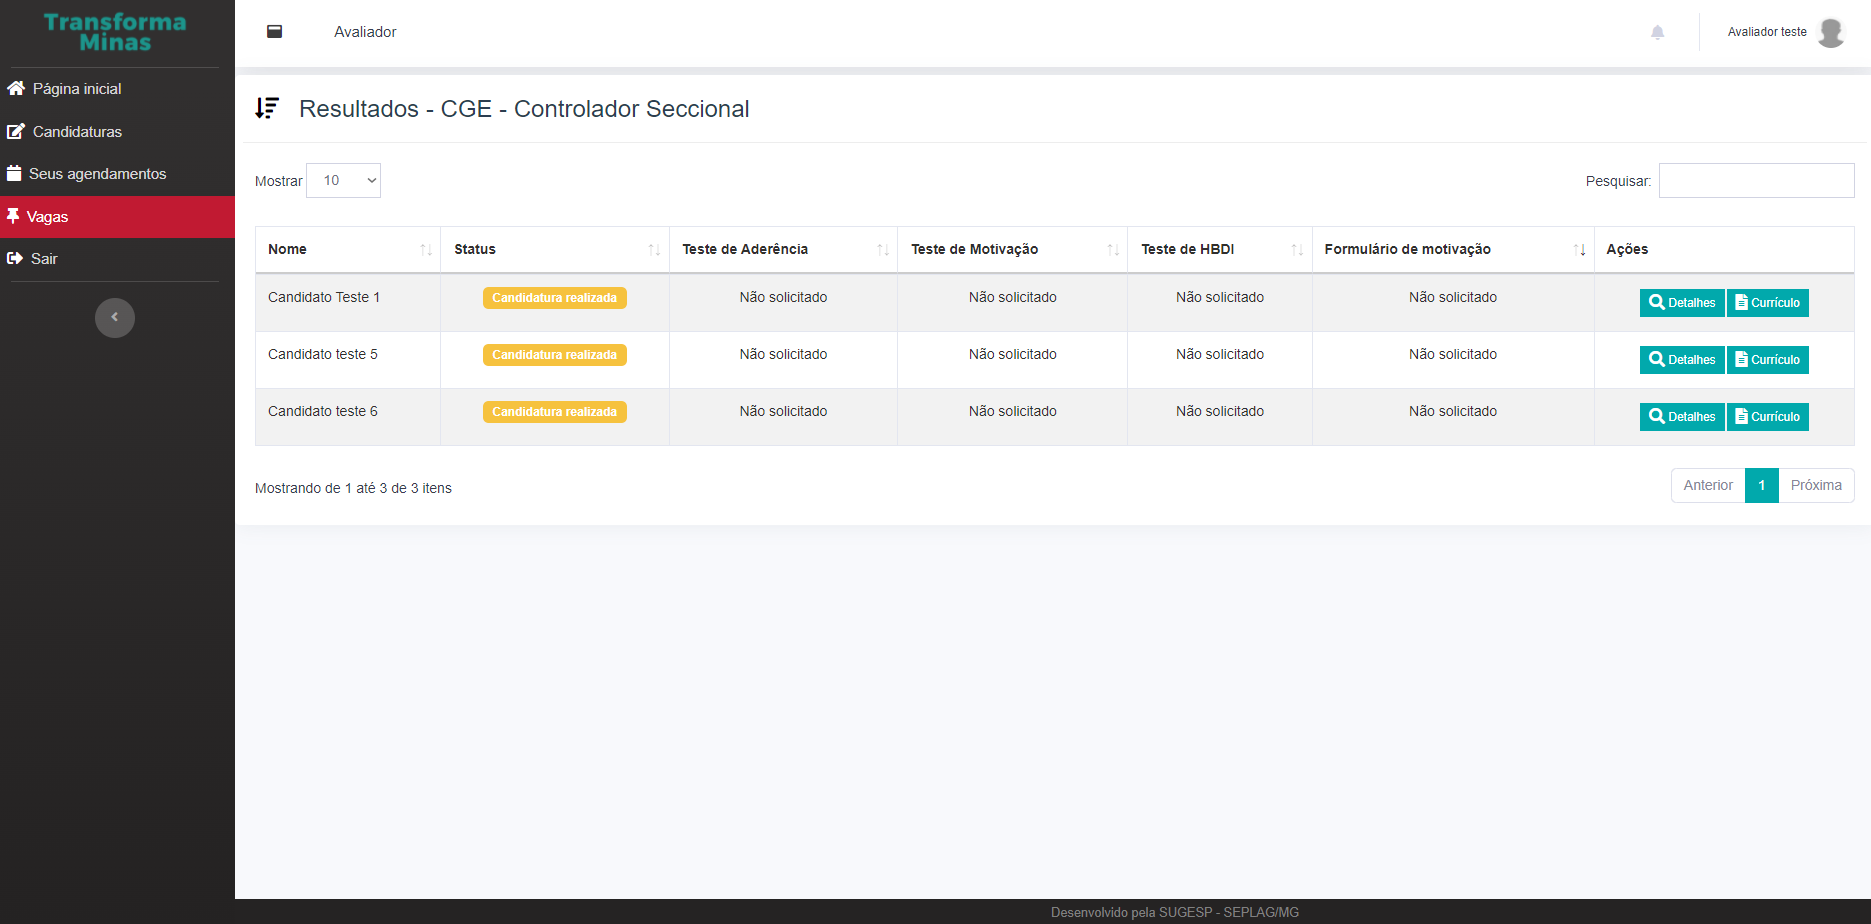 Transforma
Minas
Página inicial
Candidaturas
Seus agendamentos
Vagas
Sair
Avaliador
Avaliador teste
Resultados - CGE - Controlador Seccional
Mostrar 10
Pesquisar:
Nome Status Teste de Aderência Teste de Motivação Teste de HBDI Formulário de motivação Ações
Candidato Teste 1 Candidatura realizada Não solicitado Não solicitado Não solicitado Não solicitado Detalhes Currículo
Candidato teste 5 Candidatura realizada Não solicitado Não solicitado Não solicitado Não solicitado Detalhes Currículo
Candidato teste 6 Candidatura realizada Não solicitado Não solicitado Não solicitado Não solicitado Detalhes Currículo
Mostrando de 1 até 3 de 3 itens
Anterior 1 Próxima
Desenvolvido pela SUGESP - SEPLAG/MG